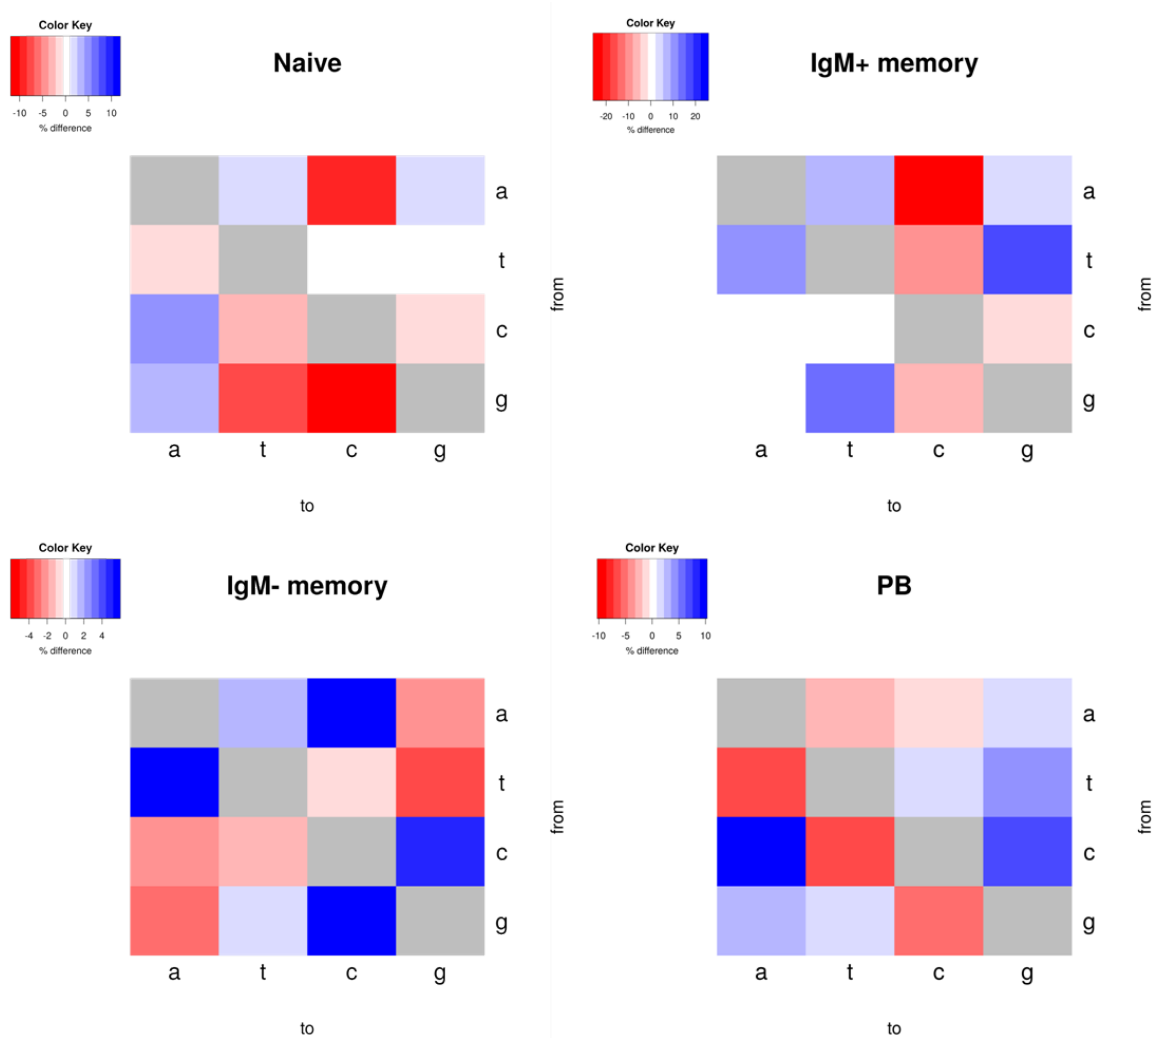 Color Key
-10 -5 0 5 10
% difference
Naive
a
t
c
g
from
a t c g
to
Color Key
-20 -10 0 10 20
% difference
IgM+ memory
a
t
c
g
from
a t c g
to
Color Key
-4 -2 0 2 4
% difference
IgM- memory
a
t
c
g
from
a t c g
to
Color Key
-10 -5 0 5 10
% difference
PB
a
t
c
g
from
a t c g
to